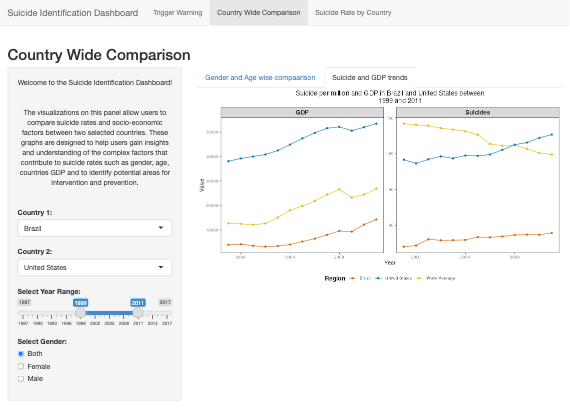 Suicide Identification Dashboard Trigger Warning Country Wide Comparison Suicide Rate by Country
Country Wide Comparison
Welcome to the Suicide Identification Dashboard!
The visualizations on this panel allow users to
compare suicide rates and socio-economic
factors between two selected countries. These
graphs are designed to help users gain insights
and understanding of the complex factors that
contribute to suicide rates such as gender, age,
countries GDP and to identify potential areas for
intervention and prevention.
Country 1:
Brazil
Country 2:
United States
Select Year Range:
1987 1999 2011 2017
1987 1990 1993 1996 1999 2002 2005 2008 2011 2014 2017
Select Gender:
Both
Female
Male
Gender and Age wise compaarison Suicide and GDP trends
Suicide per million and GDP in Brazil and United States between
1999 and 2011
GDP Suicides
Value
2000 2004 2008 2000 2004 2008
Year
Region Brazil United States World Average